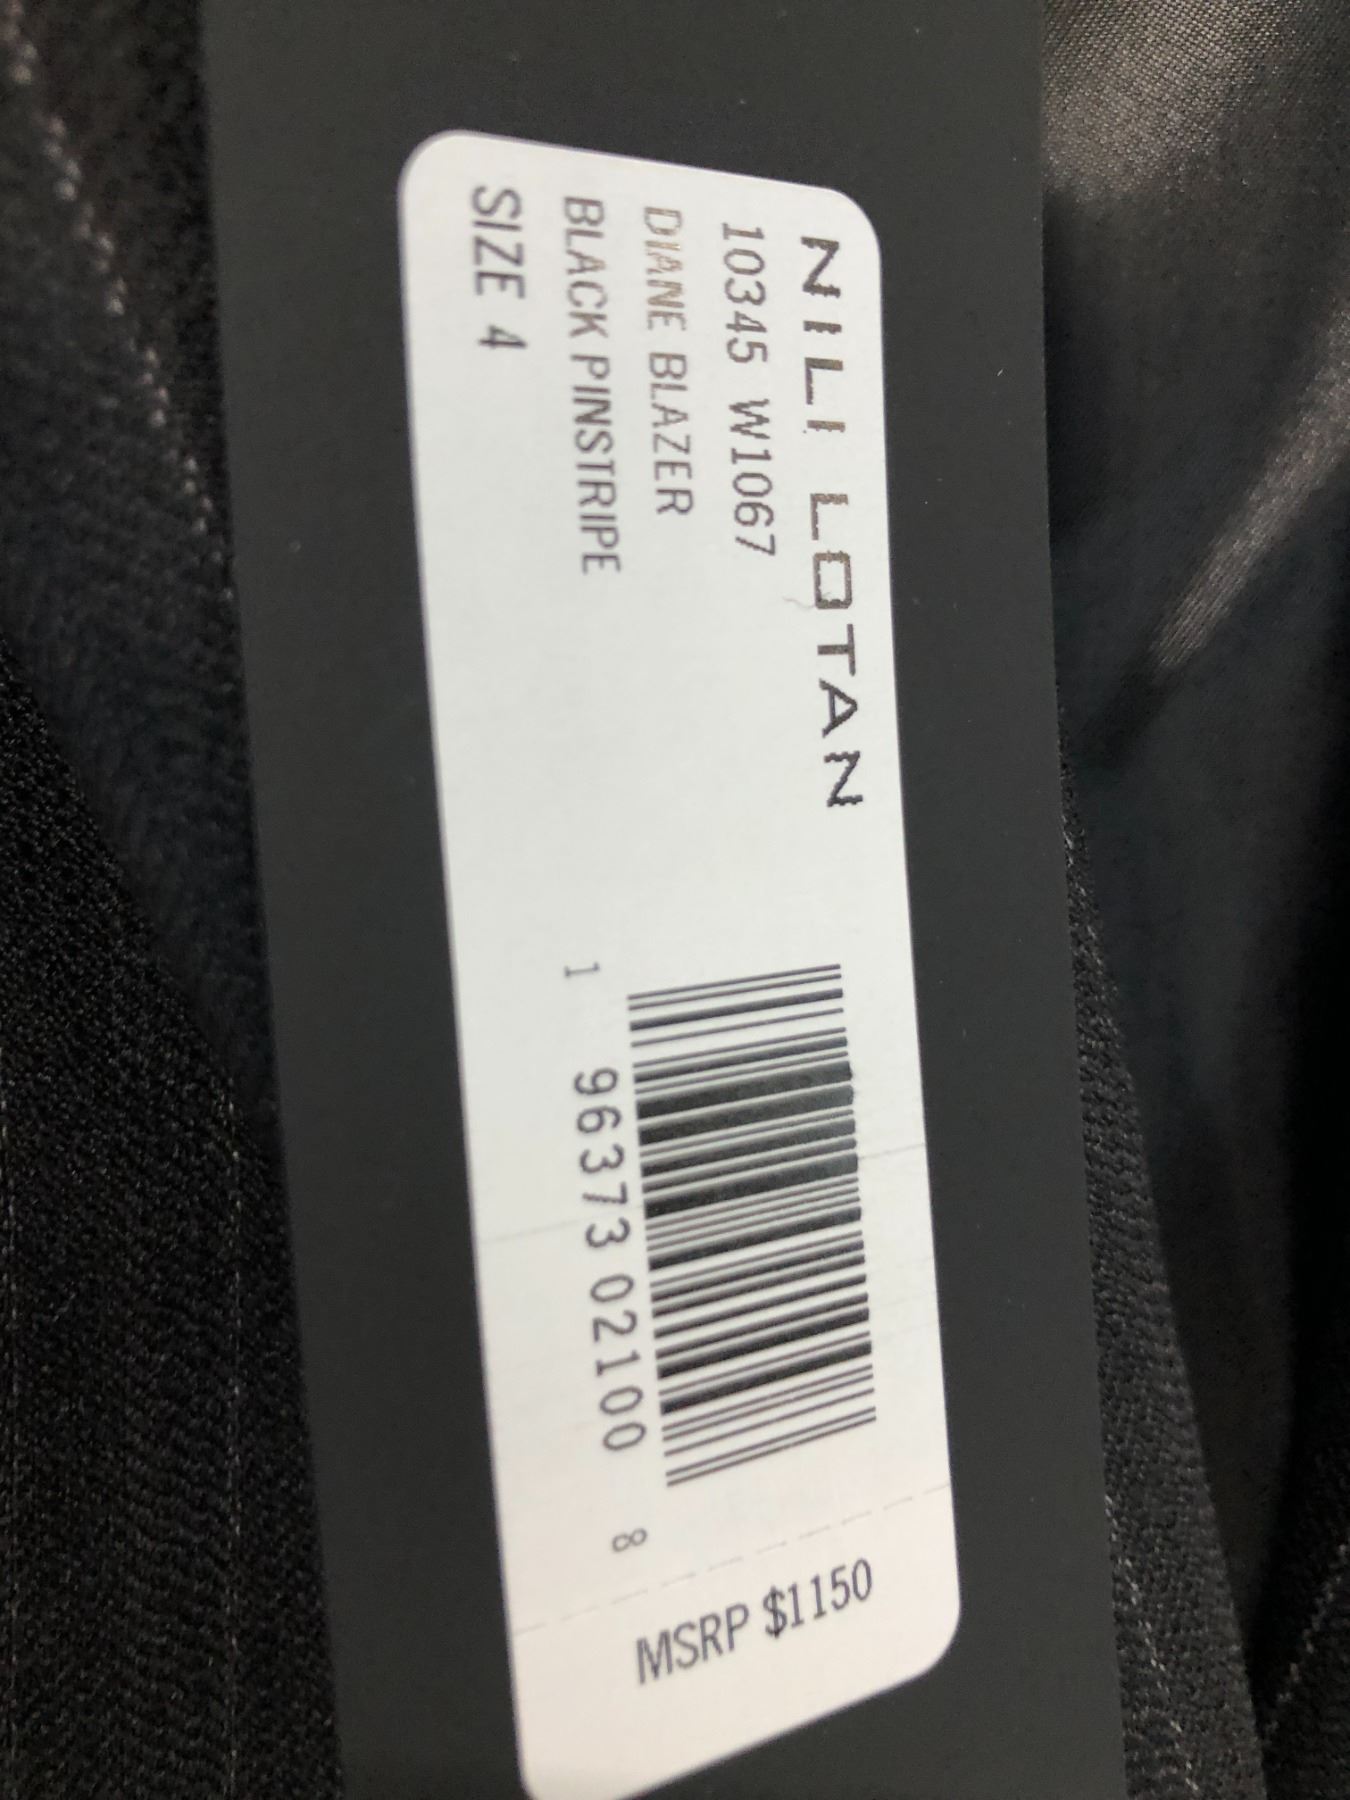 NILI LOTAN
10345 W1067
DIANE BLAZER
BLACK PINSTRIPE
SIZE 4
1 96373 02100 8
MSRP $1150